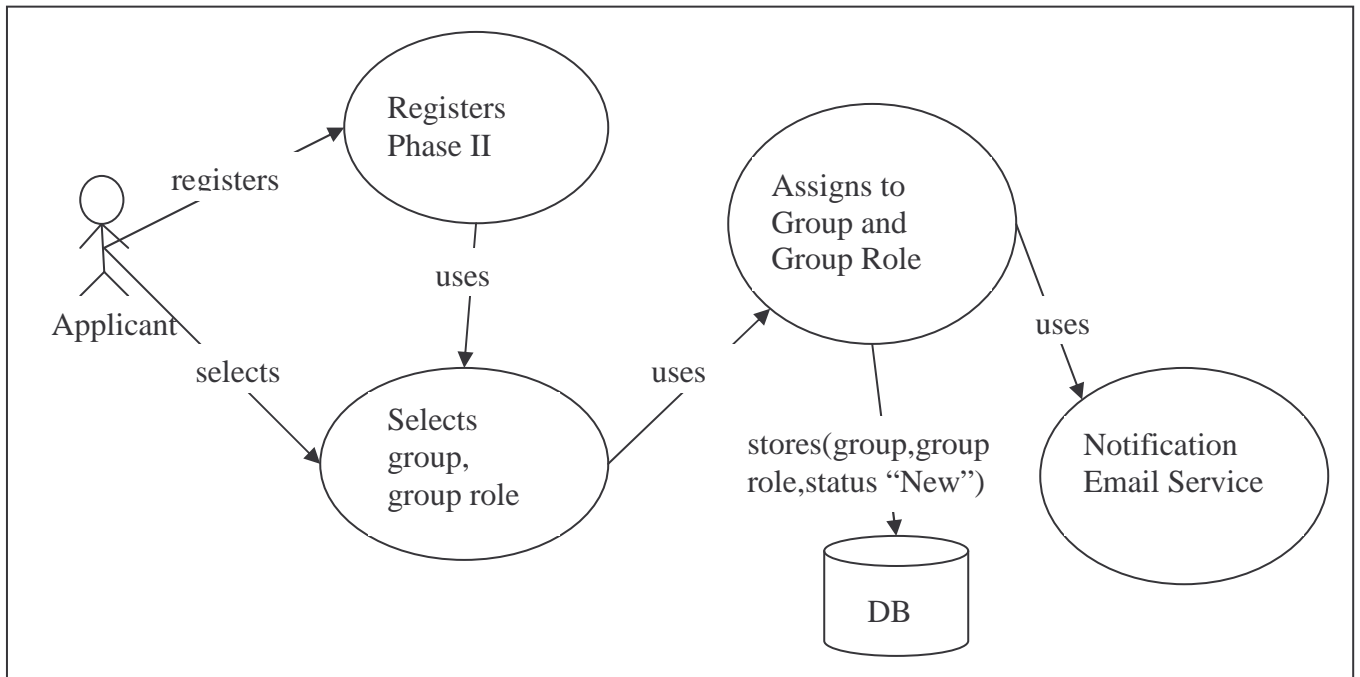 Registers
Phase II
registers
Applicant
uses
selects
Selects
group,
group role
uses
Assigns to
Group and
Group Role
uses
stores(group,group
role,status “New”)
Notification
Email Service
DB